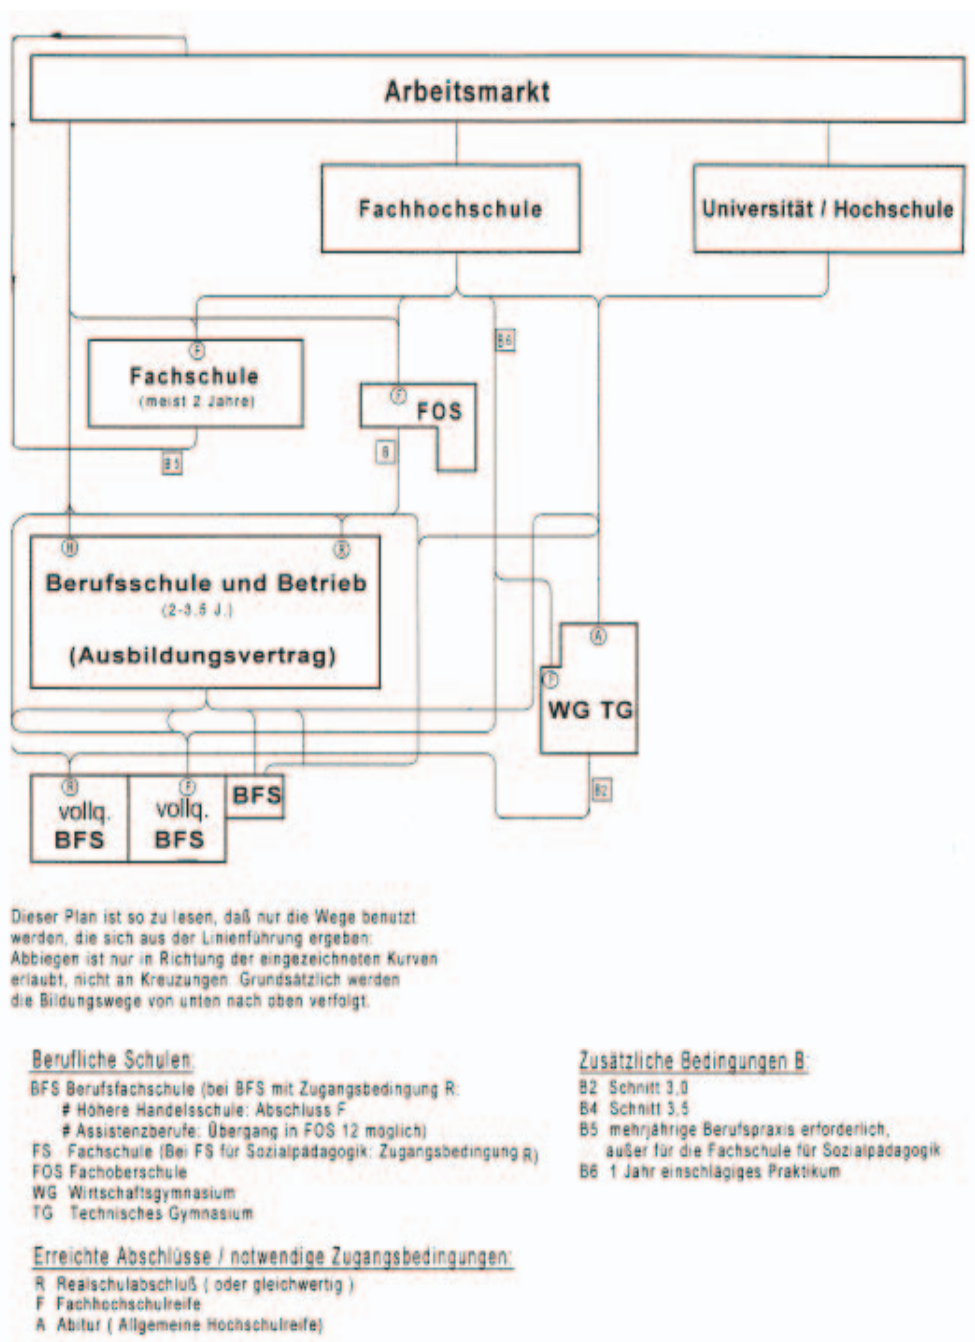 Arbeitsmarkt
Fachhochschule
Universität / Hochschule
B6
F
Fachschule
(meist 2 Jahre)
F
FOS
B
B5
H
R
Berufsschule und Betrieb
(2-3,5 J.)
(Ausbildungsvertrag)
A
F
WG TG
R
vollq.
BFS
F
vollq.
BFS
BFS
B2
Dieser Plan ist so zu lesen, daß nur die Wege benutzt
werden, die sich aus der Linienführung ergeben:
Abbiegen ist nur in Richtung der eingezeichneten Kurven
erlaubt, nicht an Kreuzungen. Grundsätzlich werden
die Bildungswege von unten nach oben verfolgt.
Berufliche Schulen:
BFS Berufsfachschule (bei BFS mit Zugangsbedingung R:
# Höhere Handelsschule: Abschluss F
# Assistenzberufe: Übergang in FOS 12 möglich)
FS Fachschule (Bei FS für Sozialpädagogik: Zugangsbedingung R)
FOS Fachoberschule
WG Wirtschaftsgymnasium
TG Technisches Gymnasium
Zusätzliche Bedingungen B:
B2 Schnitt 3,0
B4 Schnitt 3,5
B5 mehrjährige Berufspraxis erforderlich,
außer für die Fachschule für Sozialpädagogik
B6 1 Jahr einschlägiges Praktikum
Erreichte Abschlüsse / notwendige Zugangsbedingungen:
R Realschulabschluß ( oder gleichwertig )
F Fachhochschulreife
A Abitur ( Allgemeine Hochschulreife)